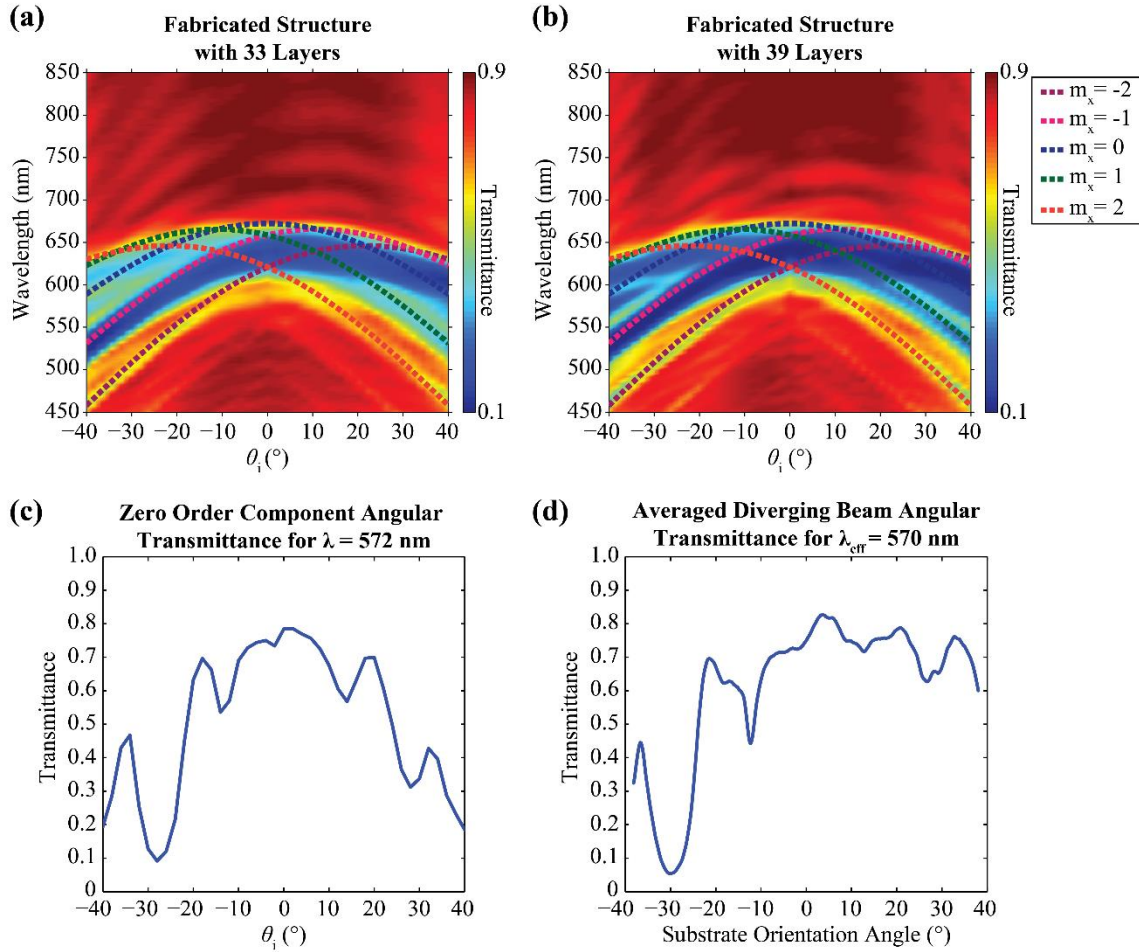 (a)
Fabricated Structure
with 33 Layers
850
800
750
700
650
600
550
500
450
Wavelength (nm)
−40 −30 −20 −10 0 10 20 30 40
θi (°)
0.9
Transmittance
0.1
(b)
Fabricated Structure
with 39 Layers
850
800
750
700
650
600
550
500
450
Wavelength (nm)
−40 −30 −20 −10 0 10 20 30 40
θi (°)
0.9
Transmittance
0.1
mx = -2
mx = -1
mx = 0
mx = 1
mx = 2
(c)
Zero Order Component Angular
Transmittance for λ = 572 nm
1.0
0.9
0.8
0.7
0.6
0.5
0.4
0.3
0.2
0.1
0
Transmittance
−40 −30 −20 −10 0 10 20 30 40
θi (°)
(d)
Averaged Diverging Beam Angular
Transmittance for λeff = 570 nm
1.0
0.9
0.8
0.7
0.6
0.5
0.4
0.3
0.2
0.1
0
Transmittance
−40 −30 −20 −10 0 10 20 30 40
Substrate Orientation Angle (°)